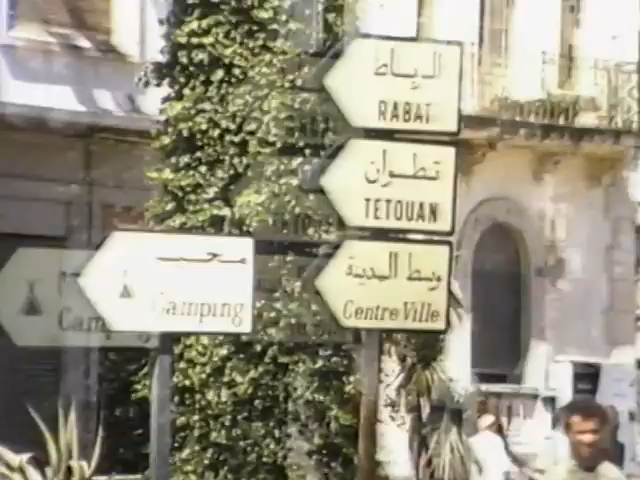 الرباط
RABAT
تطوان
TETOUAN
وسط المدينة
Centre Ville
Camping